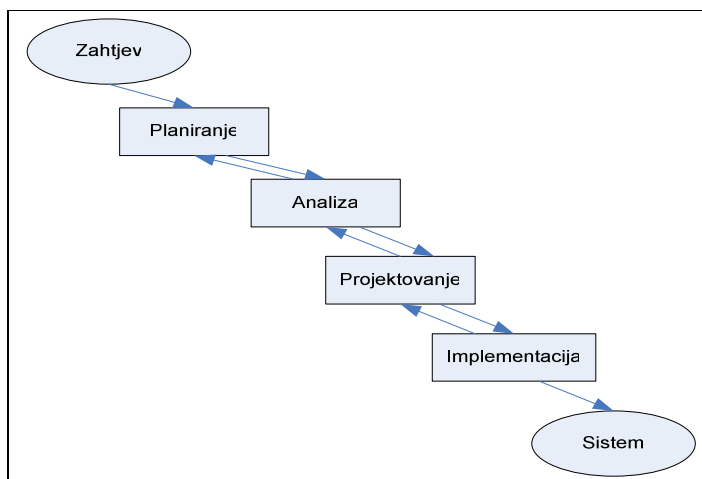 Zahtjev
Planiranje
Analiza
Projektovanje
Implementacija
Sistem